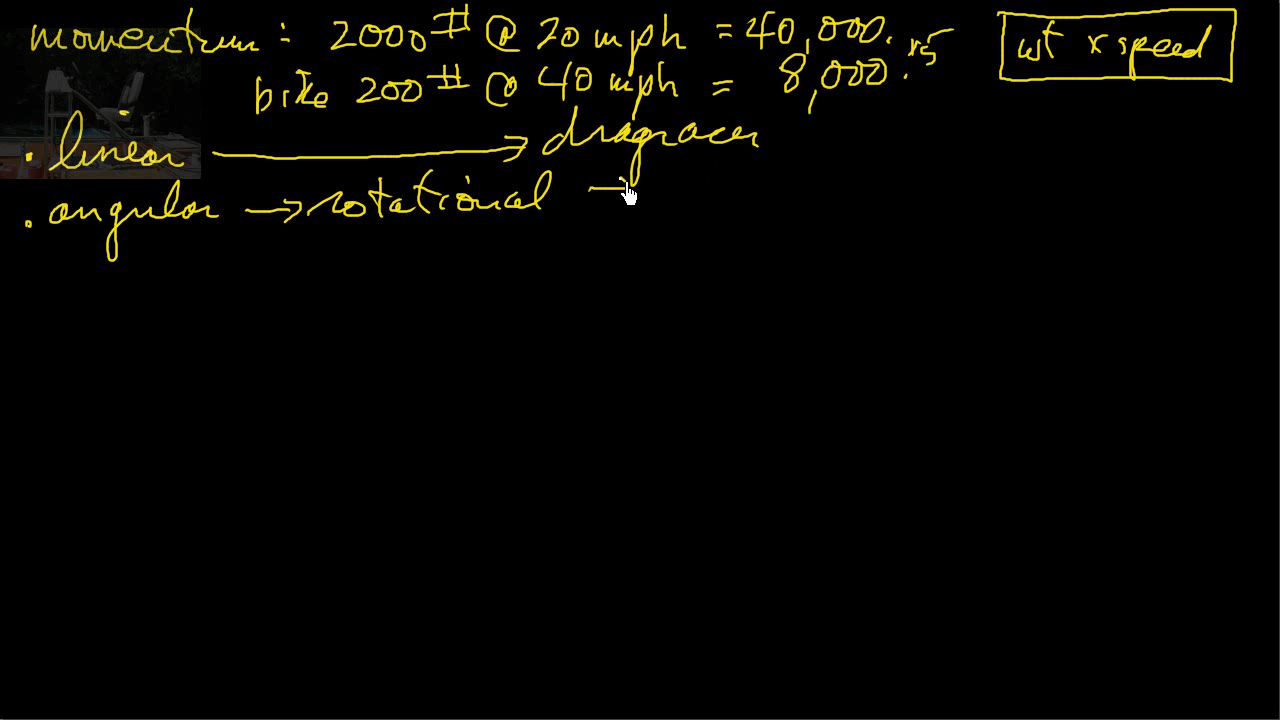 momentum: 2000# @ 20 mph = 40,000. x5
wt x speed
bike 200# @ 40 mph = 8,000.
• linear → dragracer
• angular → rotational →